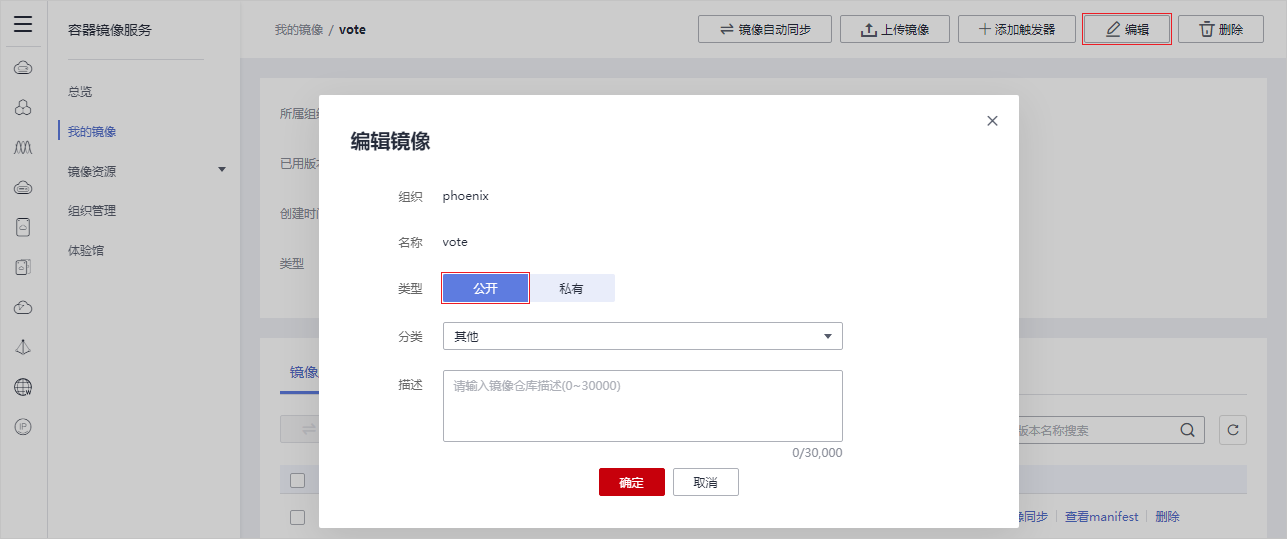 容器镜像服务
我的镜像 / vote
镜像自动同步
上传镜像
添加触发器
编辑
删除
总览
我的镜像
镜像资源
组织管理
体验馆
所属组
已用版
创建时
类型
编辑镜像
组织 phoenix
名称 vote
类型 公开 私有
分类 其他
描述 请输入镜像仓库描述(0~30000)
0/30,000
确定 取消
镜像
版本名称搜索
像同步 查看manifest 删除
IP